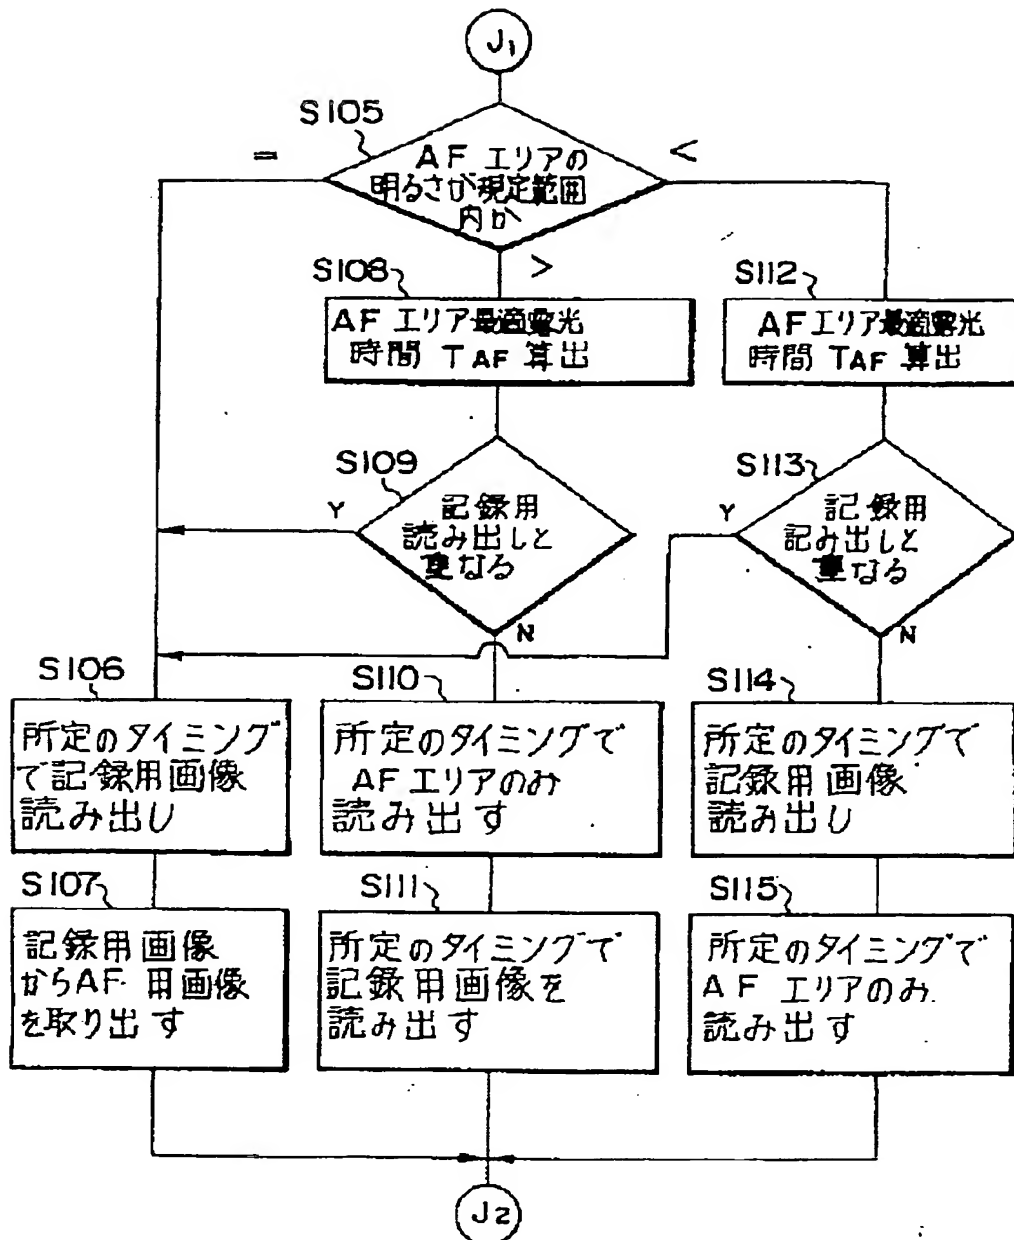 J1
S105
=
<
AFエリアの
明るさが規定範囲
内か
S108
>
S112
AFエリア最適露光
時間 TAF 算出
AFエリア最適露光
時間 TAF 算出
S109
Y
記録用
読み出しと
重なる
N
S113
Y
記録用
記み出しと
重なる
N
S106
所定のタイミング
で記録用画像
読み出し
S110
所定のタイミングで
AFエリアのみ
読み出す
S114
所定のタイミングで
記録用画像
読み出し
S107
記録用画像
からAF用画像
を取り出す
S111
所定のタイミングで
記録用画像を
読み出す
S115
所定のタイミングで
AFエリアのみ
読み出す
J2